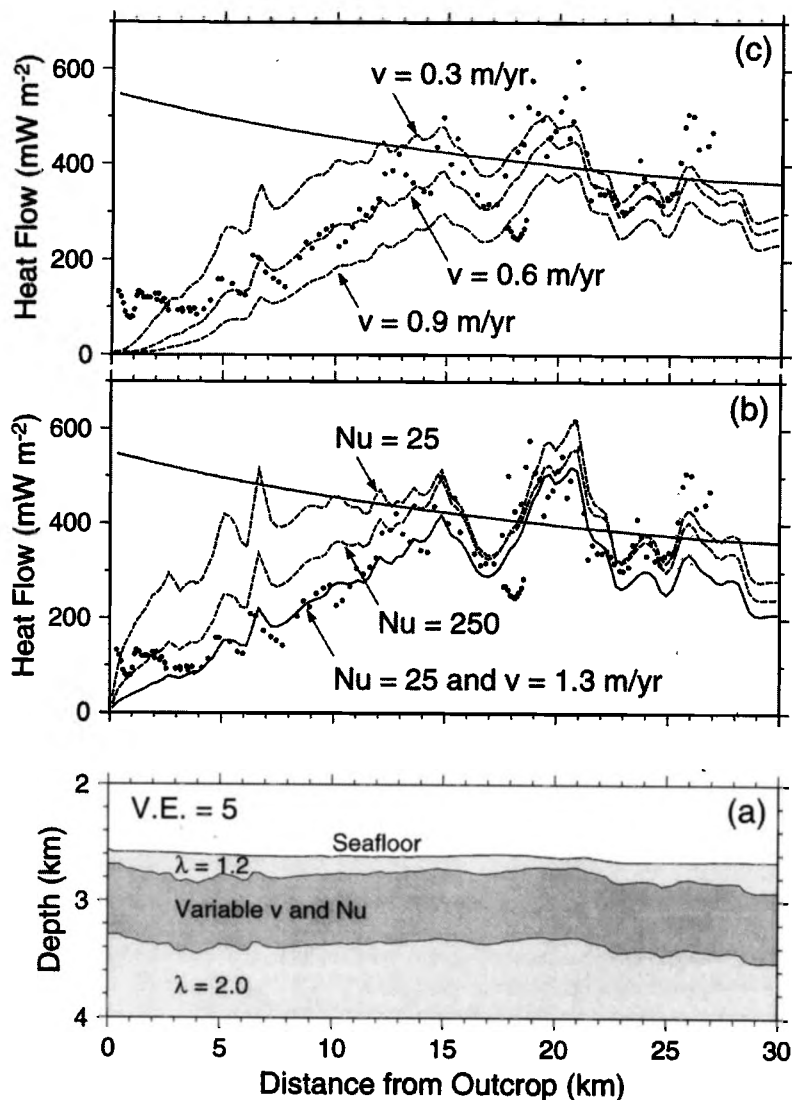 (c)
600
v = 0.3 m/yr.
400
200
v = 0.6 m/yr
v = 0.9 m/yr
0
Heat Flow (mW m-2)
(b)
600
Nu = 25
400
200
Nu = 250
Nu = 25 and v = 1.3 m/yr
0
Heat Flow (mW m-2)
2
V.E. = 5
(a)
Seafloor
λ = 1.2
3
Variable v and Nu
λ = 2.0
4
Depth (km)
0 5 10 15 20 25 30
Distance from Outcrop (km)